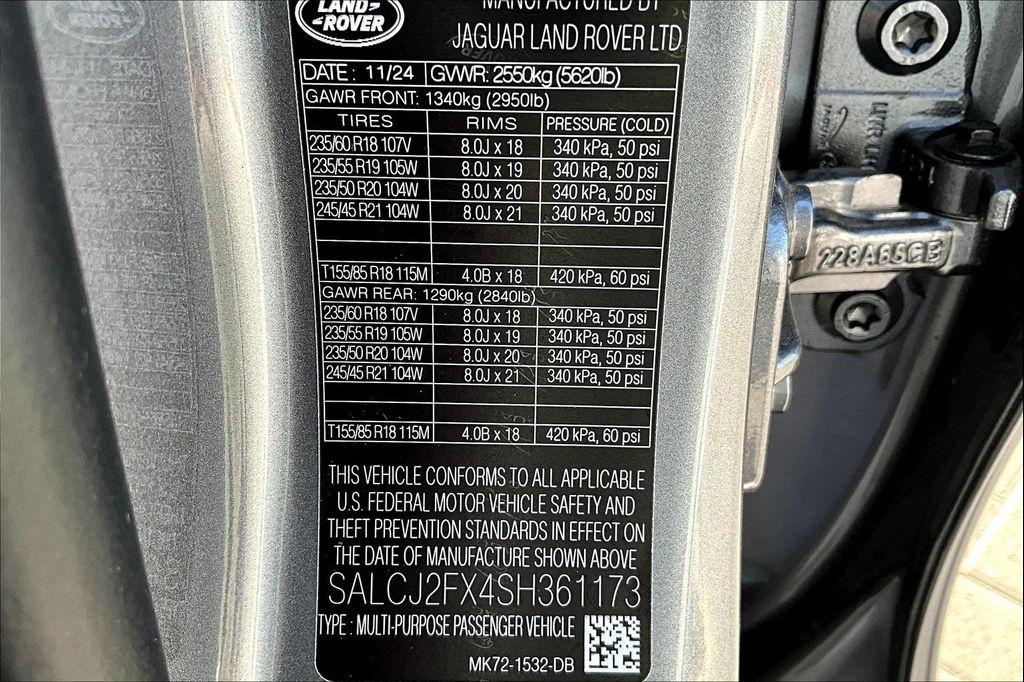 LAND
ROVER
MANUFACTURED BY
JAGUAR LAND ROVER LTD
DATE : 11/24 GVWR: 2550kg (5620lb)
GAWR FRONT: 1340kg (2950lb)
TIRES RIMS PRESSURE (COLD)
235/60 R18 107V 8.0J x 18 340 kPa, 50 psi
235/55 R19 105W 8.0J x 19 340 kPa, 50 psi
235/50 R20 104W 8.0J x 20 340 kPa, 50 psi
245/45 R21 104W 8.0J x 21 340 kPa, 50 psi
T155/85 R18 115M 4.0B x 18 420 kPa, 60 psi
GAWR REAR: 1290kg (2840lb)
235/60 R18 107V 8.0J x 18 340 kPa, 50 psi
235/55 R19 105W 8.0J x 19 340 kPa, 50 psi
235/50 R20 104W 8.0J x 20 340 kPa, 50 psi
245/45 R21 104W 8.0J x 21 340 kPa, 50 psi
T155/85 R18 115M 4.0B x 18 420 kPa, 60 psi
THIS VEHICLE CONFORMS TO ALL APPLICABLE
U.S. FEDERAL MOTOR VEHICLE SAFETY AND
THEFT PREVENTION STANDARDS IN EFFECT ON
THE DATE OF MANUFACTURE SHOWN ABOVE
SALCJ2FX4SH361173
TYPE : MULTI-PURPOSE PASSENGER VEHICLE
MK72-1532-DB
228A65GE